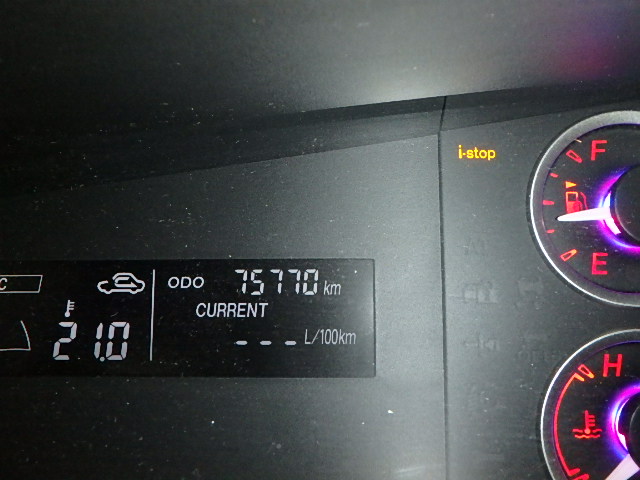 i-stop
F
E
C
ODO 75770 km
CURRENT
21.0
--- L/100km
H